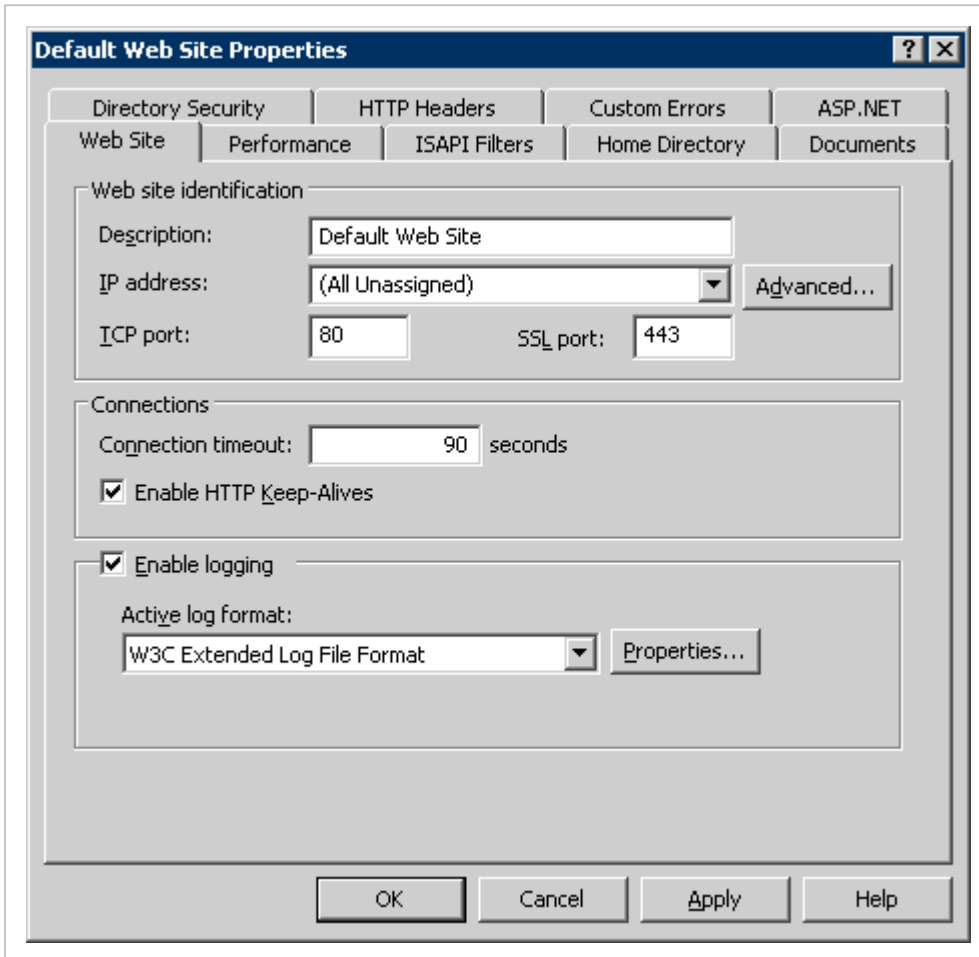 Default Web Site Properties
Directory Security HTTP Headers Custom Errors ASP.NET
Web Site Performance ISAPI Filters Home Directory Documents
Web site identification
Description: Default Web Site
IP address: (All Unassigned) Advanced...
TCP port: 80 SSL port: 443
Connections
Connection timeout: 90 seconds
Enable HTTP Keep-Alives
Enable logging
Active log format:
W3C Extended Log File Format Properties...
OK Cancel Apply Help